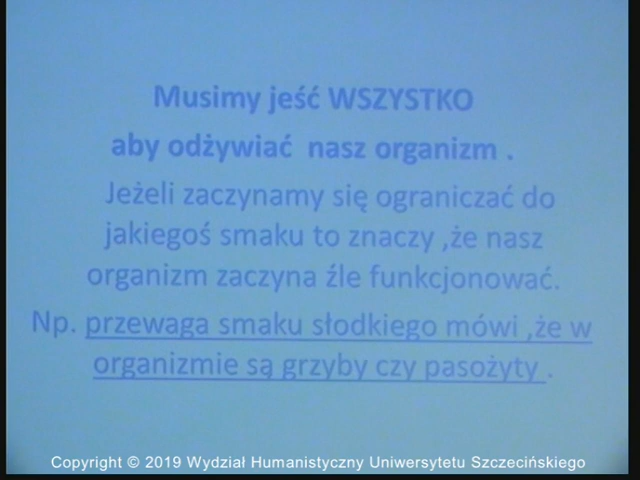 Musimy jeść WSZYSTKO
aby odżywiać nasz organizm .
Jeżeli zaczynamy się ograniczać do
jakiegoś smaku to znaczy ,że nasz
organizm zaczyna źle funkcjonować.
Np. przewaga smaku słodkiego mówi ,że w
organizmie są grzyby czy pasożyty .
Copyright © 2019 Wydział Humanistyczny Uniwersytetu Szczecińskiego